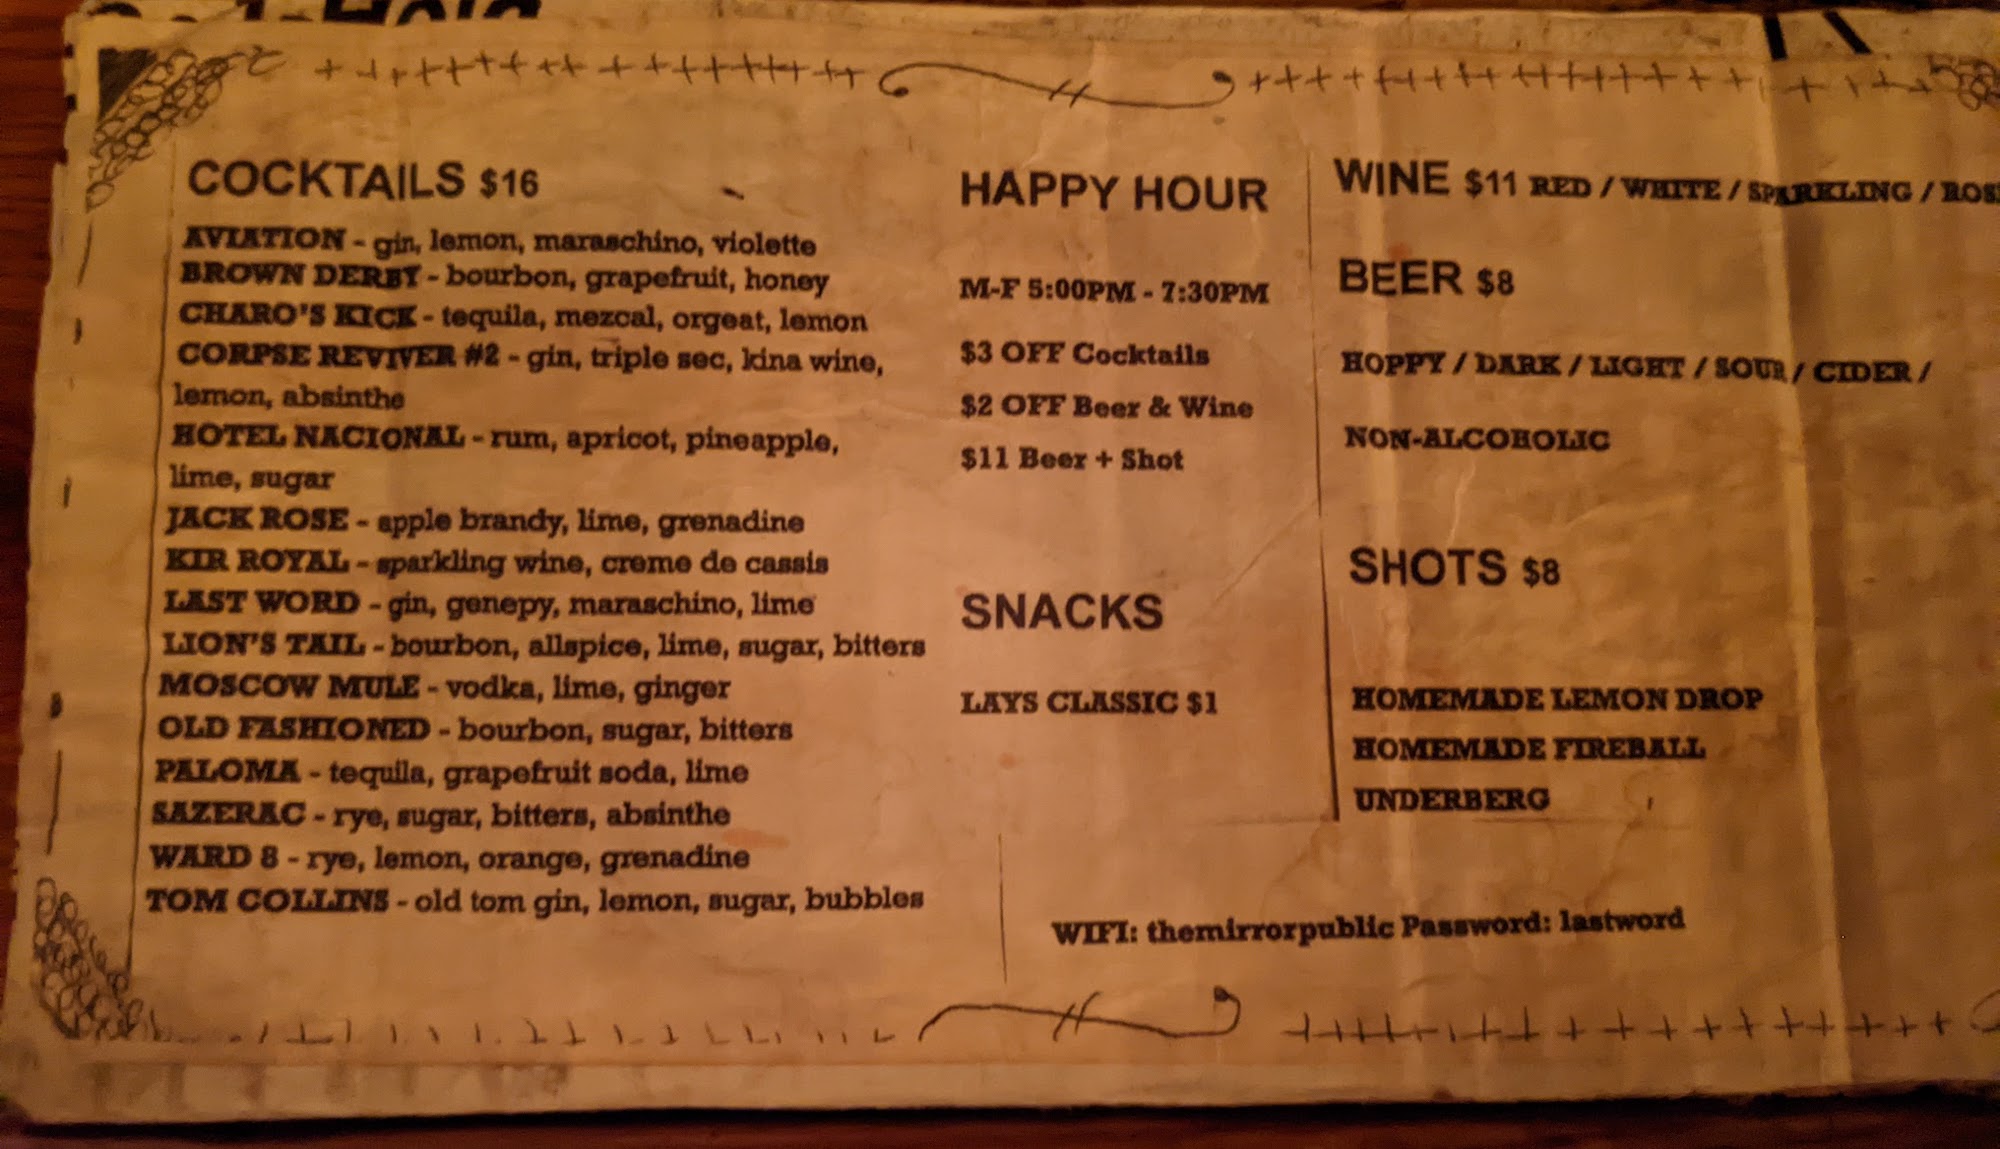 COCKTAILS $16
AVIATION - gin, lemon, maraschino, violette
BROWN DERBY - bourbon, grapefruit, honey
CHARO'S KICK - tequila, mezcal, orgeat, lemon
CORPSE REVIVER #2 - gin, triple sec, kina wine,
lemon, absinthe
HOTEL NACIONAL - rum, apricot, pineapple,
lime, sugar
JACK ROSE - apple brandy, lime, grenadine
KIR ROYAL - sparkling wine, creme de cassis
LAST WORD - gin, genepy, maraschino, lime
LION'S TAIL - bourbon, allspice, lime, sugar, bitters
MOSCOW MULE - vodka, lime, ginger
OLD FASHIONED - bourbon, sugar, bitters
PALOMA - tequila, grapefruit soda, lime
SAZERAC - rye, sugar, bitters, absinthe
WARD 8 - rye, lemon, orange, grenadine
TOM COLLINS - old tom gin, lemon, sugar, bubbles
HAPPY HOUR
M-F 5:00PM - 7:30PM
$3 OFF Cocktails
$2 OFF Beer & Wine
$11 Beer + Shot
SNACKS
LAYS CLASSIC $1
WINE $11 RED / WHITE / SPARKLING / ROS
BEER $8
HOPPY / DARK / LIGHT / SOUR / CIDER /
NON-ALCOHOLIC
SHOTS $8
HOMEMADE LEMON DROP
HOMEMADE FIREBALL
UNDERBERG
WIFI: themirrorpublic Password: lastword